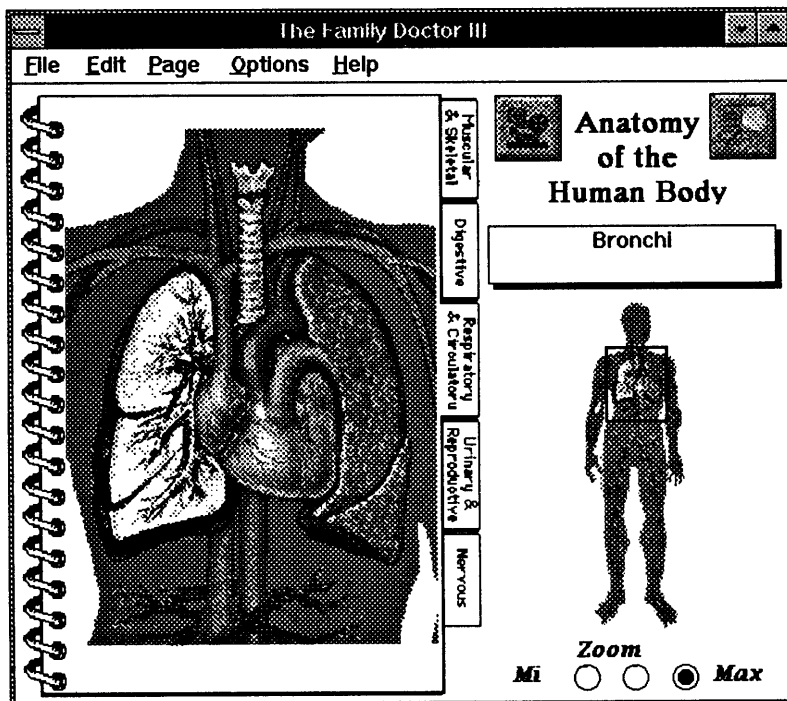 The Family Doctor III
File Edit Page Options Help
Muscular
& Skeletal
Digestive
Respiratory
& Circulatory
Urinary &
Reproductive
Nervous
Anatomy
of the
Human Body
Bronchi
Zoom
Mi Max